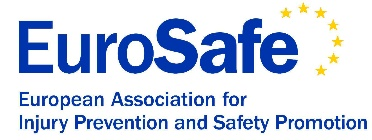 EuroSafe
European Association for
Injury Prevention and Safety Promotion